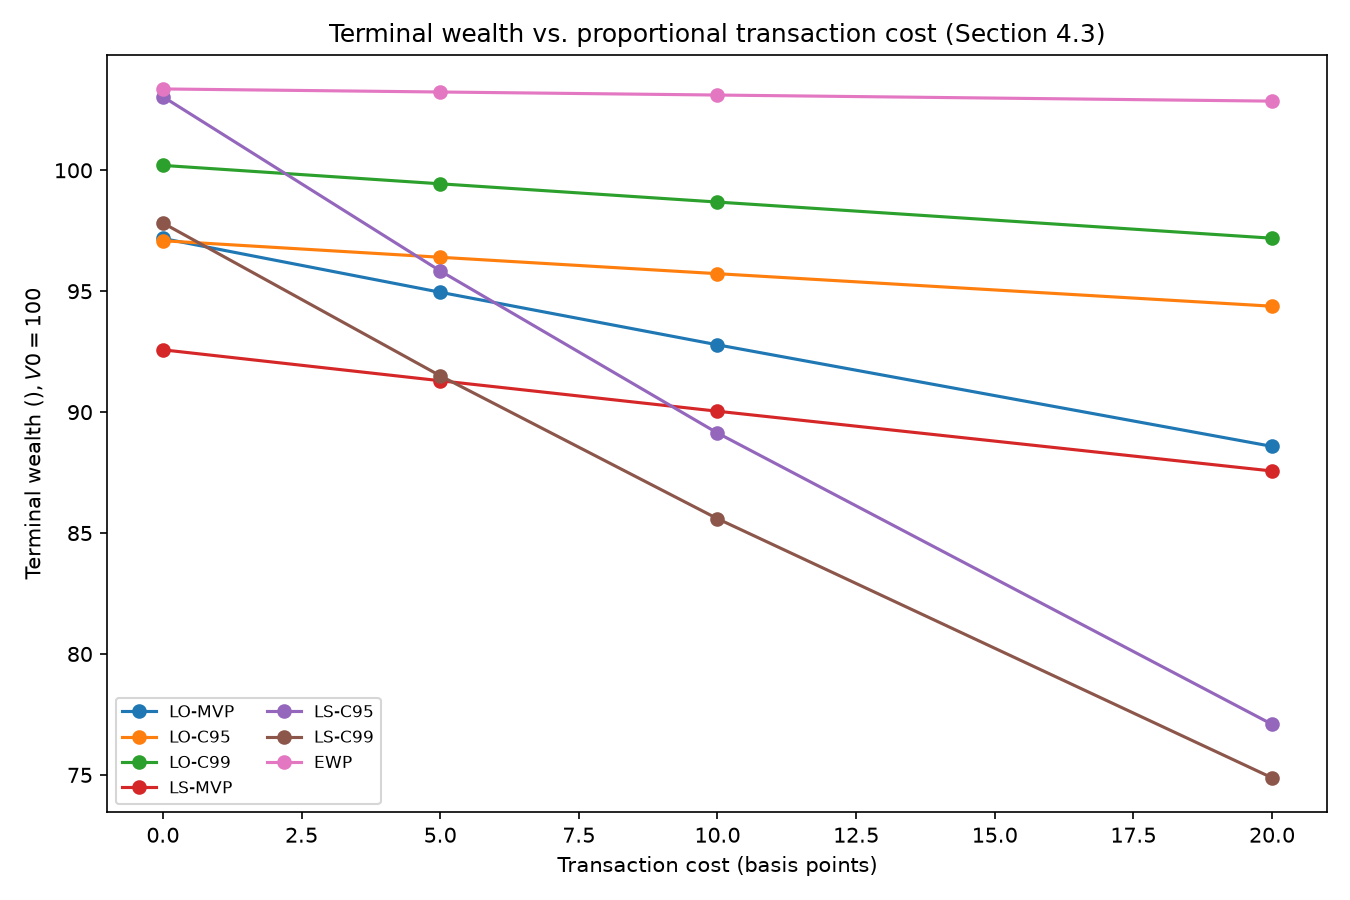 Terminal wealth vs. proportional transaction cost (Section 4.3)
Terminal wealth (), V0 = 100
100
95
90
85
80
75
LO-MVP
LO-C95
LO-C99
LS-MVP
LS-C95
LS-C99
EWP
0.0 2.5 5.0 7.5 10.0 12.5 15.0 17.5 20.0
Transaction cost (basis points)